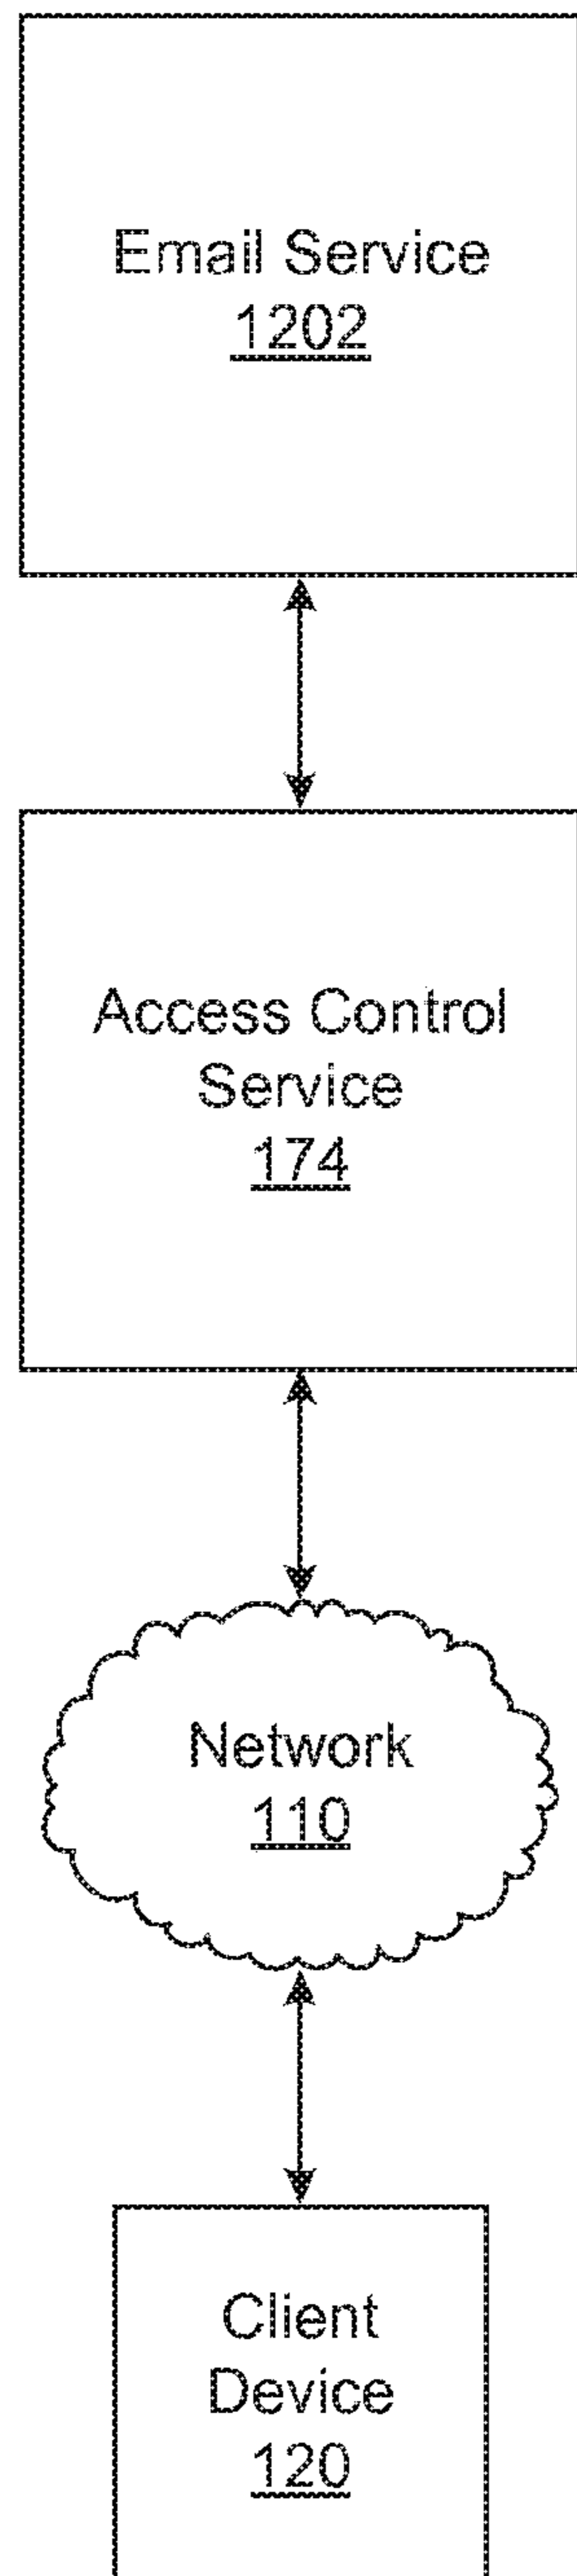 Email Service
1202
Access Control
Service
174
Network
110
Client
Device
120